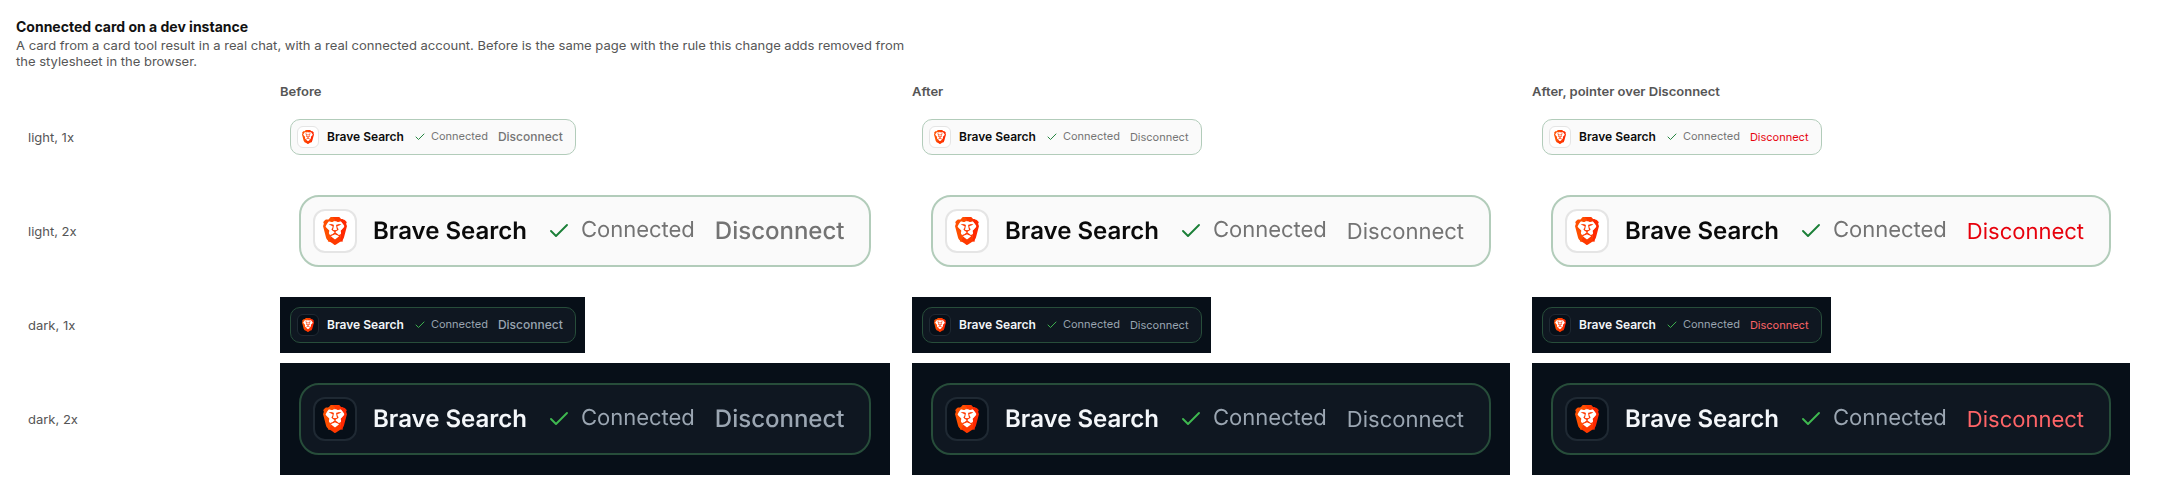 Connected card on a dev instance
A card from a card tool result in a real chat, with a real connected account. Before is the same page with the rule this change adds removed from
the stylesheet in the browser.
Before After After, pointer over Disconnect
light, 1x Brave Search Connected Disconnect Brave Search Connected Disconnect Brave Search Connected Disconnect
light, 2x Brave Search Connected Disconnect Brave Search Connected Disconnect Brave Search Connected Disconnect
dark, 1x Brave Search Connected Disconnect Brave Search Connected Disconnect Brave Search Connected Disconnect
dark, 2x Brave Search Connected Disconnect Brave Search Connected Disconnect Brave Search Connected Disconnect